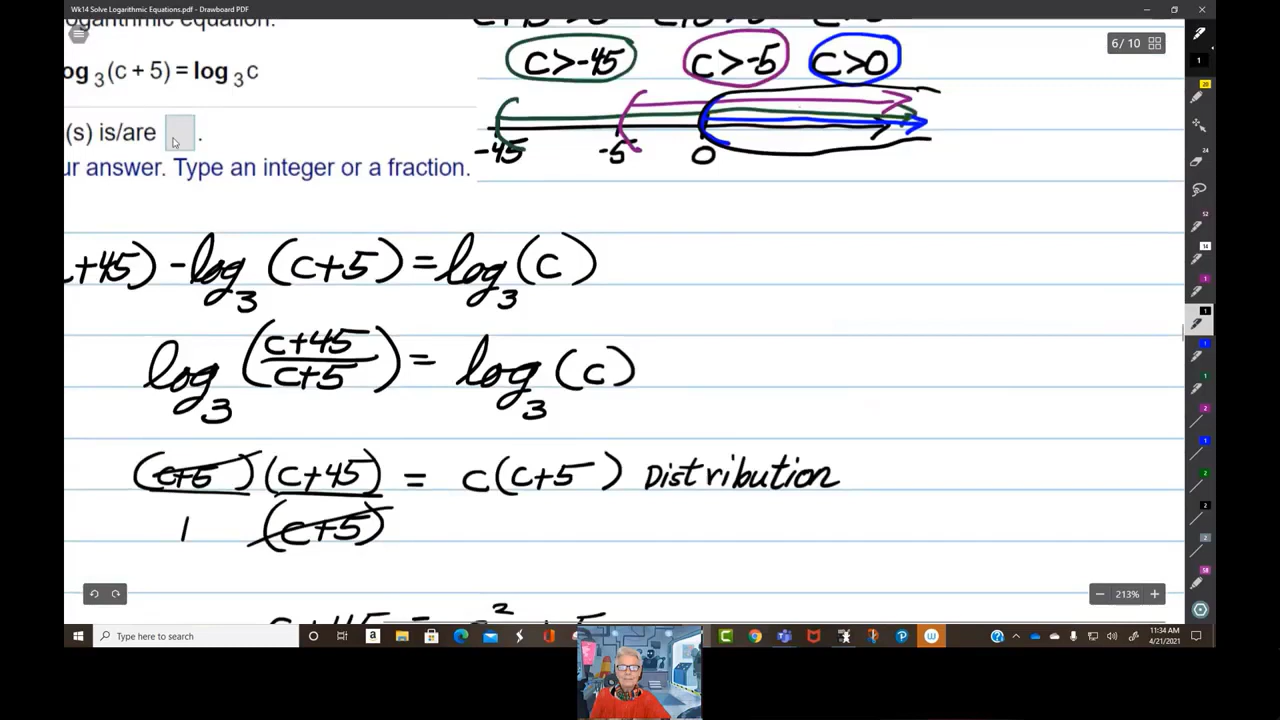 Wk14 Solve Logarithmic Equations.pdf - Drawboard PDF
ogarithmic equation.
og 3 (c + 5) = log 3 c
(s) is/are .
ur answer. Type an integer or a fraction.
c>-45 c>-5 c>0
-45 -5 0
6 / 10
+45) - log3 (c+5) = log3 (c)
log3 (c+45/c+5) = log3 (c)
(c+5) (c+45) = c(c+5) Distribution
1 (c+5)
213%
Type here to search
11:34 AM
4/21/2021